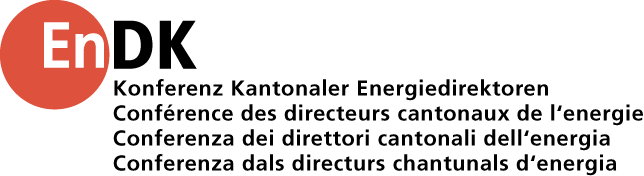 EnDK
Konferenz Kantonaler Energiedirektoren
Conférence des directeurs cantonaux de l‘energie
Conferenza dei direttori cantonali dell‘energia
Conferenza dals directurs chantunals d‘energia